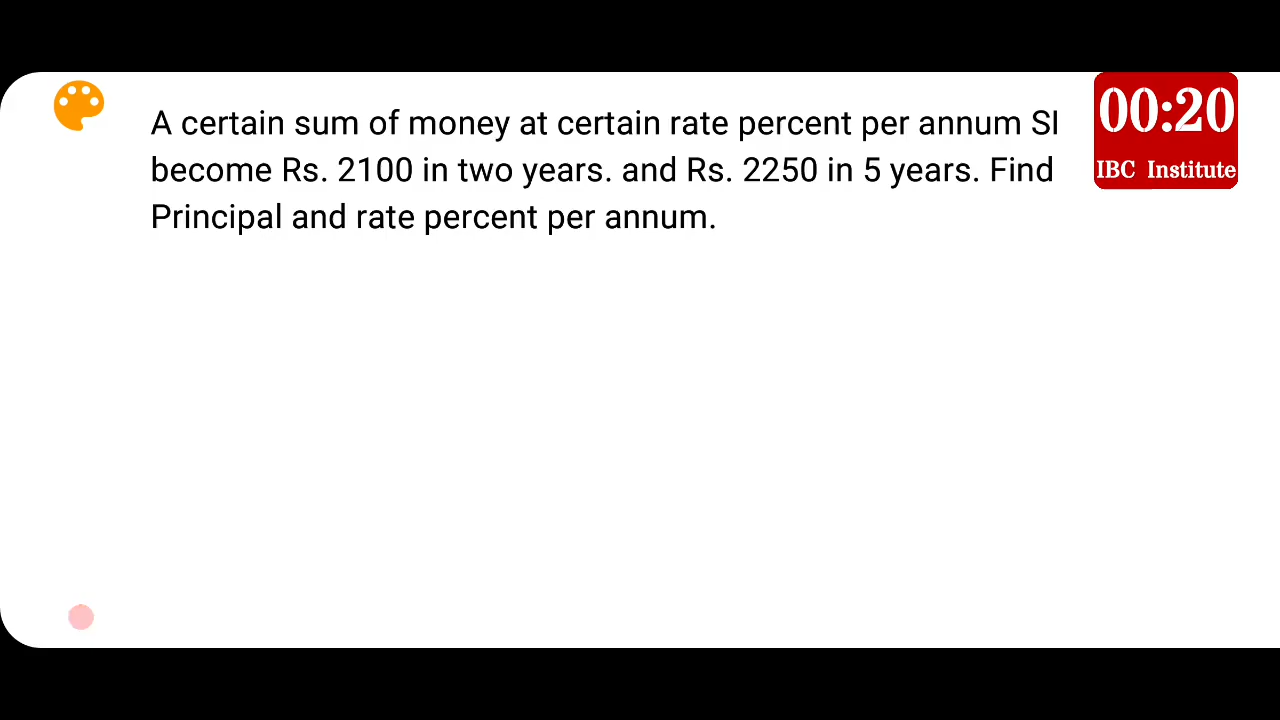 A certain sum of money at certain rate percent per annum SI
become Rs. 2100 in two years. and Rs. 2250 in 5 years. Find
Principal and rate percent per annum.
00:20
IBC Institute